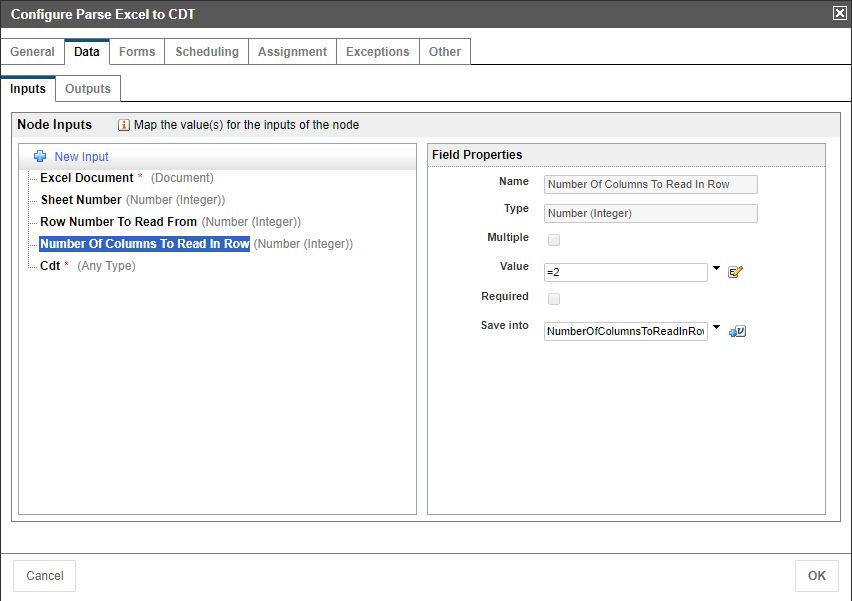 Configure Parse Excel to CDT
General Data Forms Scheduling Assignment Exceptions Other
Inputs Outputs
Node Inputs Map the value(s) for the inputs of the node
New Input
Excel Document * (Document)
Sheet Number (Number (Integer))
Row Number To Read From (Number (Integer))
Number Of Columns To Read In Row (Number (Integer))
Cdt * (Any Type)
Field Properties
Name Number Of Columns To Read In Row
Type Number (Integer)
Multiple
Value =2
Required
Save into NumberOfColumnsToReadInRow
Cancel OK